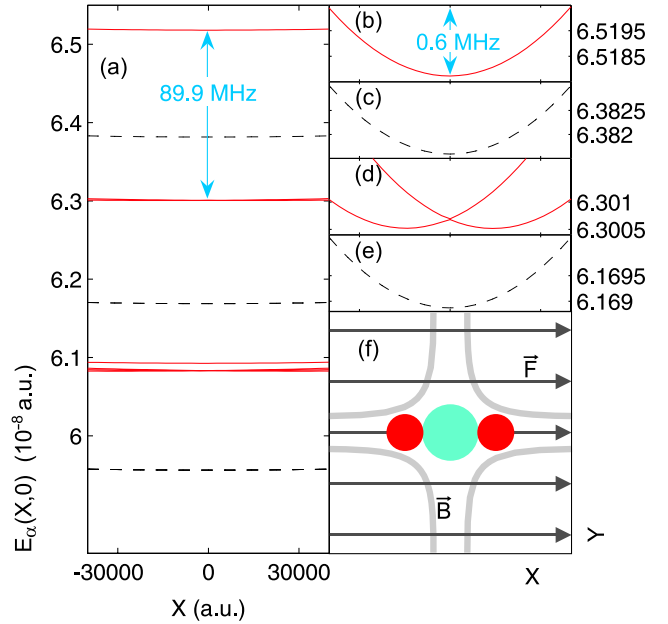 (a)
89.9 MHz
6.5
6.4
6.3
6.2
6.1
6
E_α(X,0) (10⁻⁸ a.u.)
-30000
0
30000
X (a.u.)
(b)
0.6 MHz
6.5195
6.5185
(c)
6.3825
6.382
(d)
6.301
6.3005
(e)
6.1695
6.169
(f)
F⃗
B⃗
X
Y